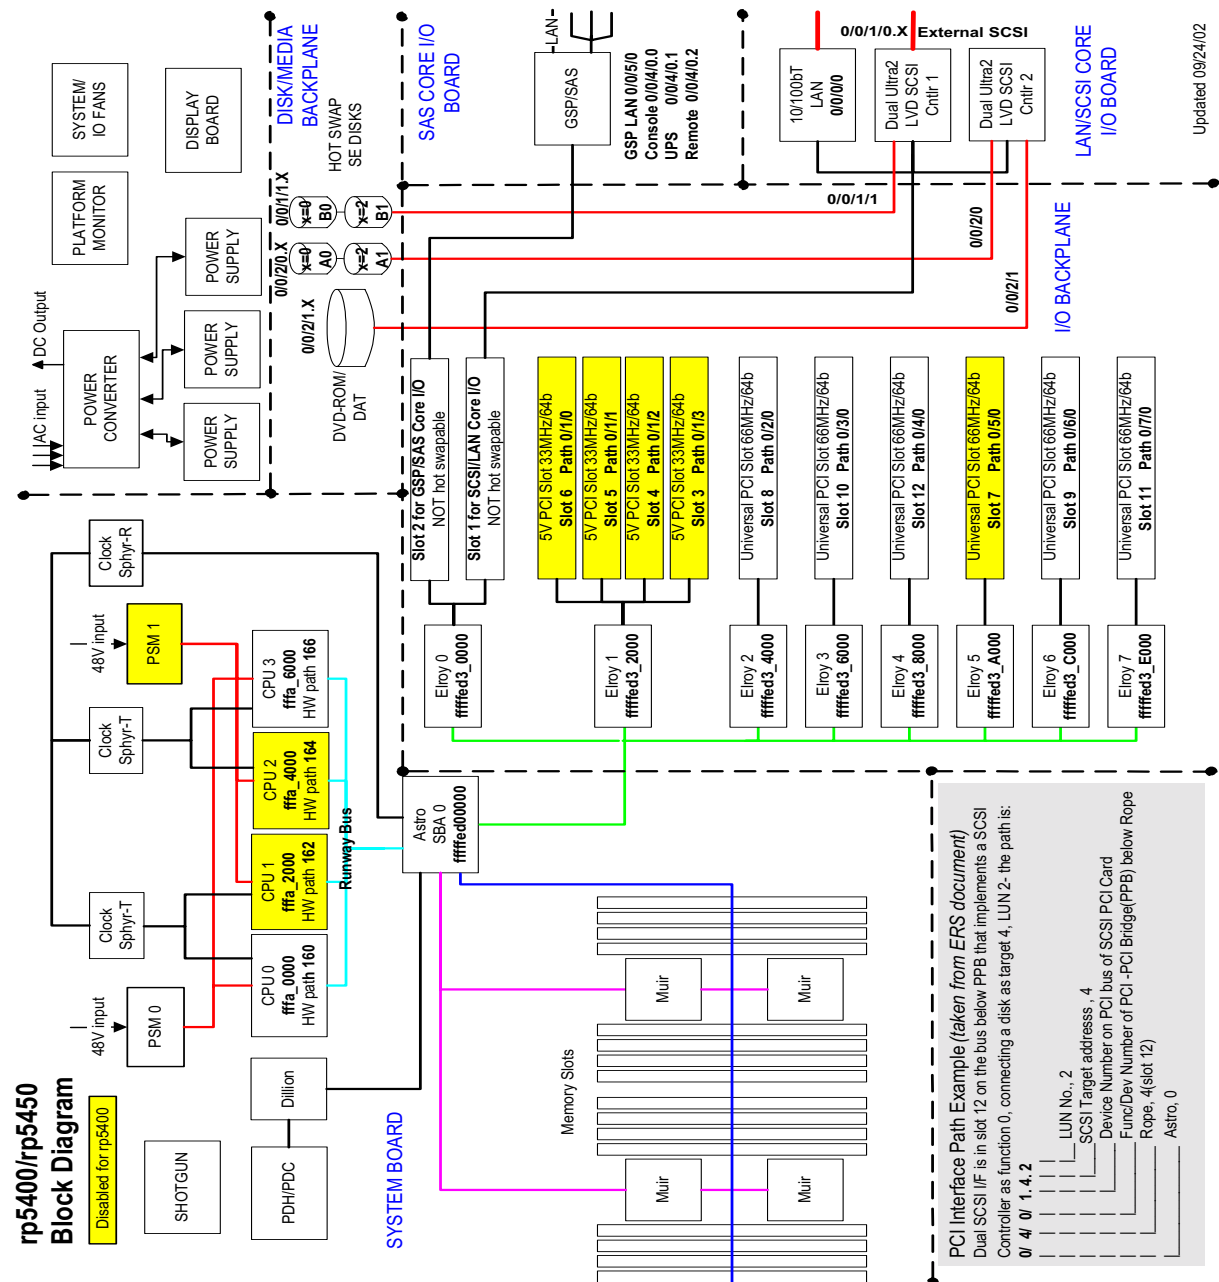 rp5400/rp5450
Block Diagram
Disabled for rp5400
SHOTGUN
PDH/PDC
Dillion
SYSTEM BOARD
48V input
PSM 0
48V input
PSM 1
Clock
Sphyr-T
Clock
Sphyr-T
Clock
Sphyr-R
CPU 0
fffa_0000
HW path 160
CPU 1
fffa_2000
HW path 162
CPU 2
fffa_4000
HW path 164
CPU 3
fffa_6000
HW path 166
Runway Bus
Astro
SBA 0
fffffed00000
Memory Slots
Muir
Muir
Muir
Muir
AC input
DC Output
POWER
CONVERTER
POWER
SUPPLY
POWER
SUPPLY
POWER
SUPPLY
PLATFORM
MONITOR
SYSTEM/
IO FANS
DISPLAY
BOARD
DISK/MEDIA
BACKPLANE
HOT SWAP
SE DISKS
0/0/2/1.X
DVD-ROM/
DAT
0/0/2/0.X
x=0
A0
x=2
A1
0/0/1/1.X
x=0
B0
x=2
B1
SAS CORE I/O
BOARD
LAN
GSP/SAS
GSP LAN 0/0/5/0
Console 0/0/4/0.0
UPS 0/0/4/0.1
Remote 0/0/4/0.2
0/0/1/0.X External SCSI
10/100bT
LAN
0/0/0/0
Dual Ultra2
LVD SCSI
Cntlr 1
Dual Ultra2
LVD SCSI
Cntlr 2
LAN/SCSI CORE
I/O BOARD
Updated 09/24/02
0/0/1/1
0/0/2/0
0/0/2/1
I/O BACKPLANE
Slot 2 for GSP/SAS Core I/O
NOT hot swapable
Slot 1 for SCSI/LAN Core I/O
NOT hot swapable
5V PCI Slot 33MHz/64b
Slot 6 Path 0/1/0
5V PCI Slot 33MHz/64b
Slot 5 Path 0/1/1
5V PCI Slot 33MHz/64b
Slot 4 Path 0/1/2
5V PCI Slot 33MHz/64b
Slot 3 Path 0/1/3
Universal PCI Slot 66MHz/64b
Slot 8 Path 0/2/0
Universal PCI Slot 66MHz/64b
Slot 10 Path 0/3/0
Universal PCI Slot 66MHz/64b
Slot 12 Path 0/4/0
Universal PCI Slot 66MHz/64b
Slot 7 Path 0/5/0
Universal PCI Slot 66MHz/64b
Slot 9 Path 0/6/0
Universal PCI Slot 66MHz/64b
Slot 11 Path 0/7/0
Elroy 0
fffffed3_0000
Elroy 1
fffffed3_2000
Elroy 2
fffffed3_4000
Elroy 3
fffffed3_6000
Elroy 4
fffffed3_8000
Elroy 5
fffffed3_A000
Elroy 6
fffffed3_C000
Elroy 7
fffffed3_E000
PCI Interface Path Example (taken from ERS document)
Dual SCSI I/F is in slot 12 on the bus below PPB that implements a SCSI
Controller as function 0, connecting a disk as target 4, LUN 2- the path is:
0/ 4/ 0/ 1.4.2
LUN No., 2
SCSI Target addresss, 4
Device Number on PCI bus of SCSI PCI Card
Func/Dev Number of PCI -PCI Bridge(PPB) below Rope
Rope, 4(slot 12)
Astro, 0